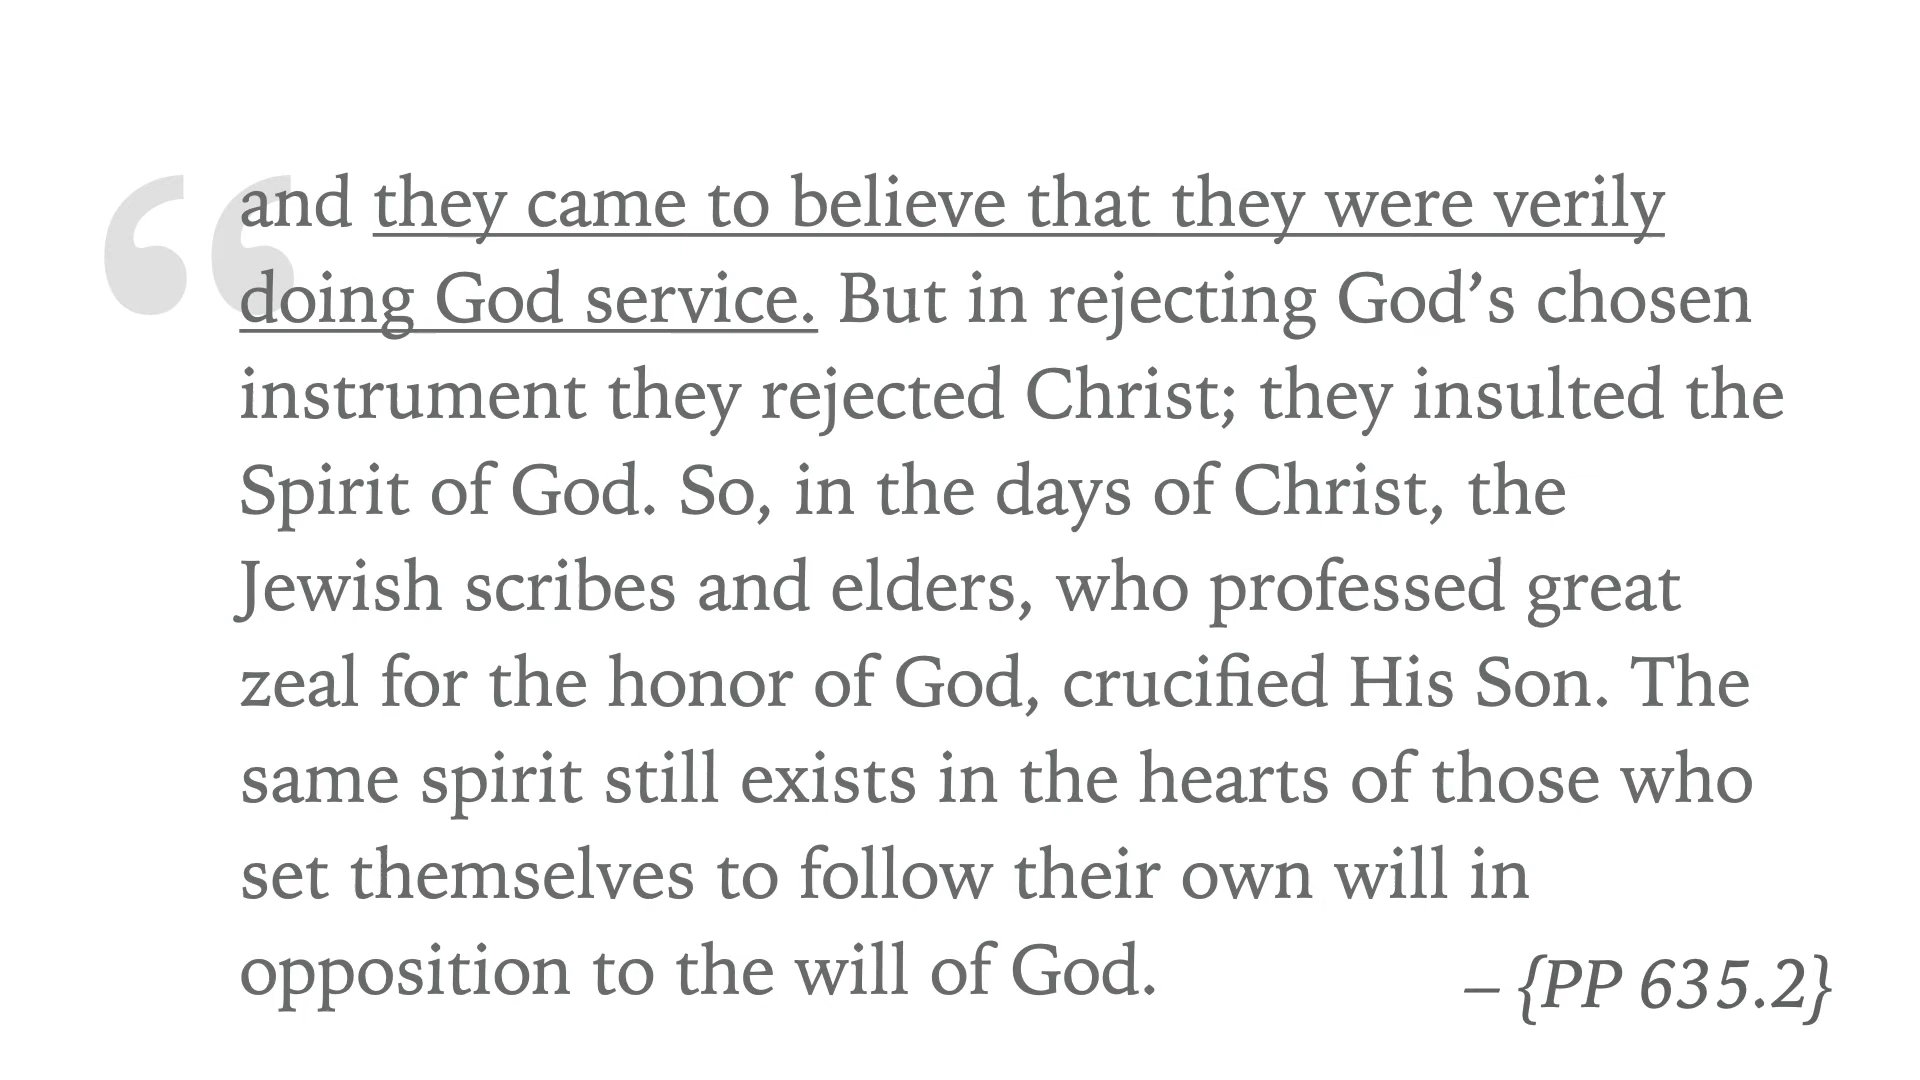 “
and they came to believe that they were verily
doing God service. But in rejecting God’s chosen
instrument they rejected Christ; they insulted the
Spirit of God. So, in the days of Christ, the
Jewish scribes and elders, who professed great
zeal for the honor of God, crucified His Son. The
same spirit still exists in the hearts of those who
set themselves to follow their own will in
opposition to the will of God.
– {PP 635.2}